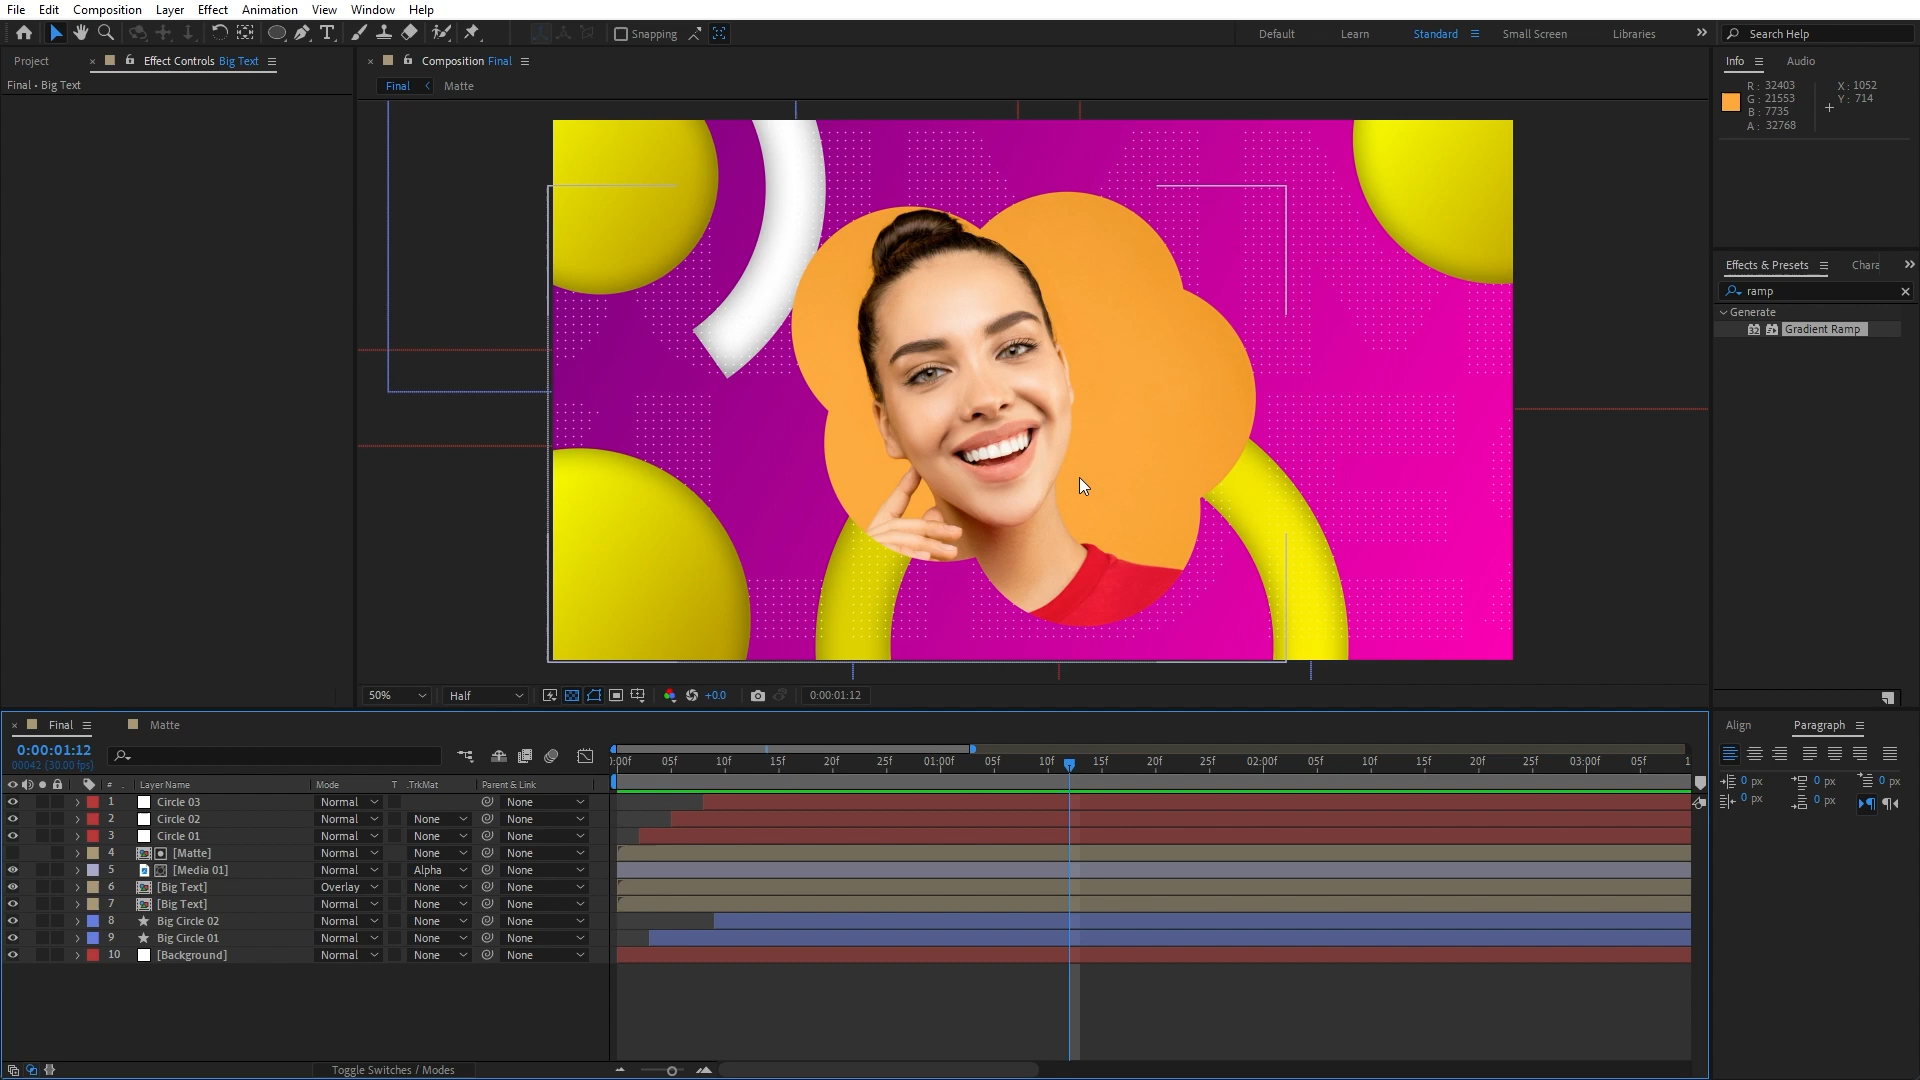 File Edit Composition Layer Effect Animation View Window Help
Snapping
Default Learn Standard Small Screen Libraries
Search Help
Project
Effect Controls Big Text
Final • Big Text
Composition Final
Final Matte
Info Audio
R: 32403
G: 21553
B: 7735
A: 32768
X: 1052
Y: 714
Effects & Presets Chara
ramp
Generate
32 Gradient Ramp
50% Half +0.0 0:00:01:12
Final Matte
0:00:01:12
00042 (30.00 fps)
# Layer Name Mode T .TrkMat Parent & Link
):00f 05f 10f 15f 20f 25f 01:00f 05f 10f 15f 20f 25f 02:00f 05f 10f 15f 20f 25f 03:00f 05f 1
1 Circle 03 Normal None
2 Circle 02 Normal None None
3 Circle 01 Normal None None
4 [Matte] Normal None None
5 [Media 01] Normal Alpha None
6 [Big Text] Overlay None None
7 [Big Text] Normal None None
8 Big Circle 02 Normal None None
9 Big Circle 01 Normal None None
10 [Background] Normal None None
Toggle Switches / Modes
Align Paragraph
0 px 0 px 0 px
0 px 0 px